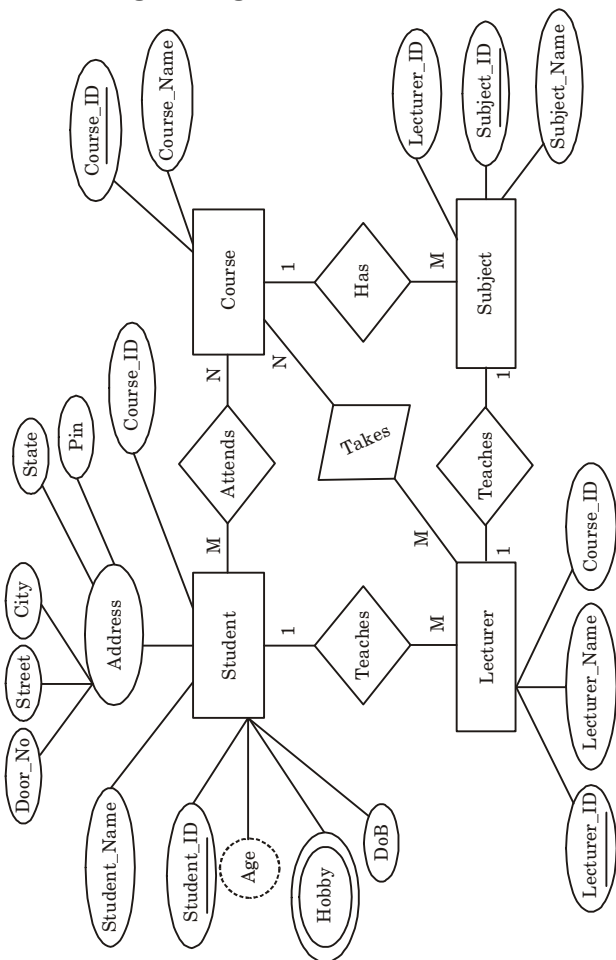 Door_No
Street
City
State
Pin
Course_ID
Student_Name
Address
Course_ID
Course_Name
Student_ID
Student
M
Attends
N
Course
Age
1
N
1
Hobby
Teaches
Takes
Has
DoB
M
M
M
Lecturer_ID
Lecturer
1
Teaches
1
Subject
Subject_ID
Subject_Name
Lecturer_ID
Lecturer_Name
Course_ID